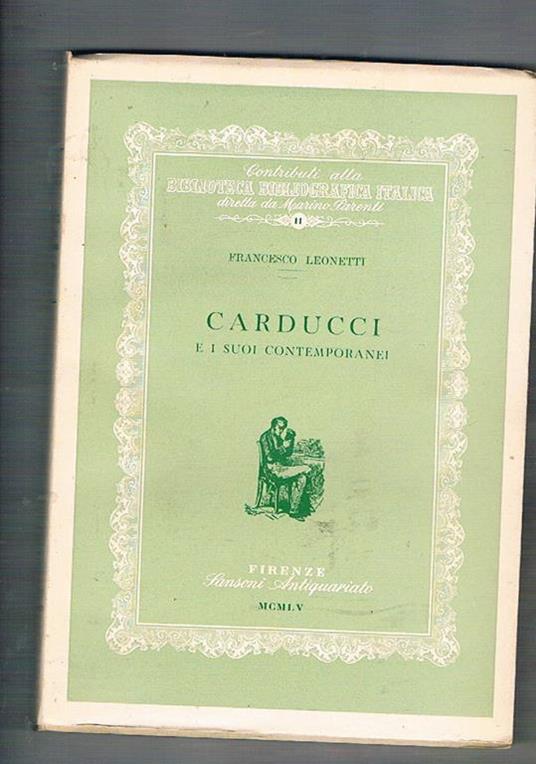 Contributi alla
BIBLIOTECA BIBLIOGRAFICA ITALICA
diretta da Marino Parenti
11
FRANCESCO LEONETTI
CARDUCCI
E I SUOI CONTEMPORANEI
FIRENZE
Sansoni Antiquariato
MCMLV